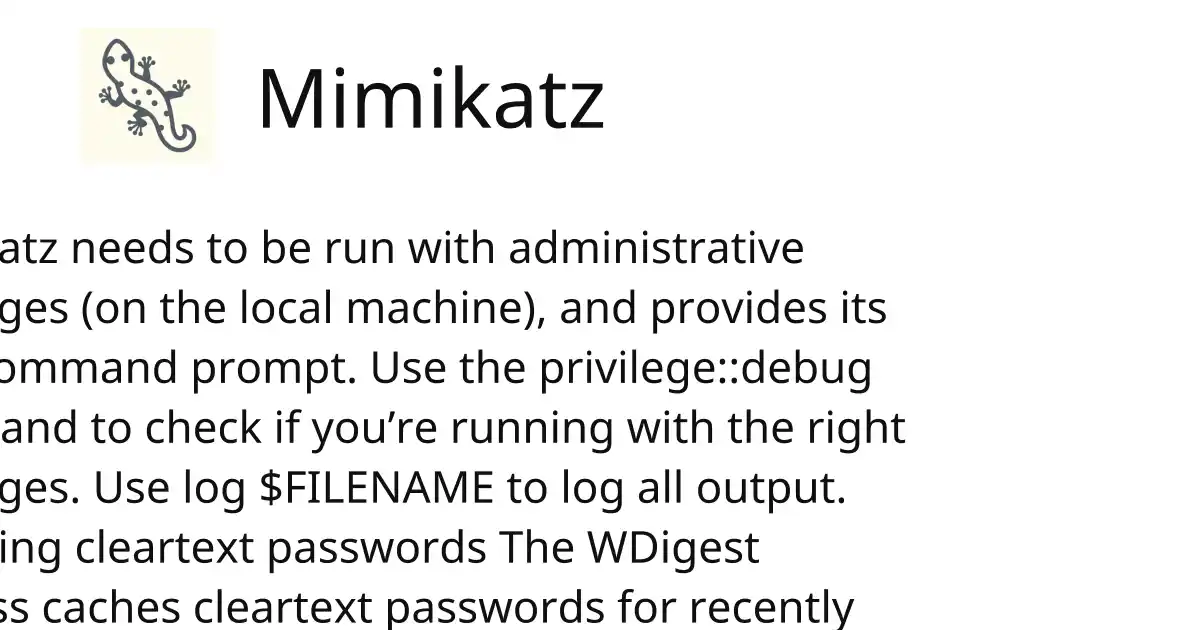 Mimikatz
atz needs to be run with administrative
ges (on the local machine), and provides its
ommand prompt. Use the privilege::debug
and to check if you’re running with the right
ges. Use log $FILENAME to log all output.
ing cleartext passwords The WDigest
ss caches cleartext passwords for recently